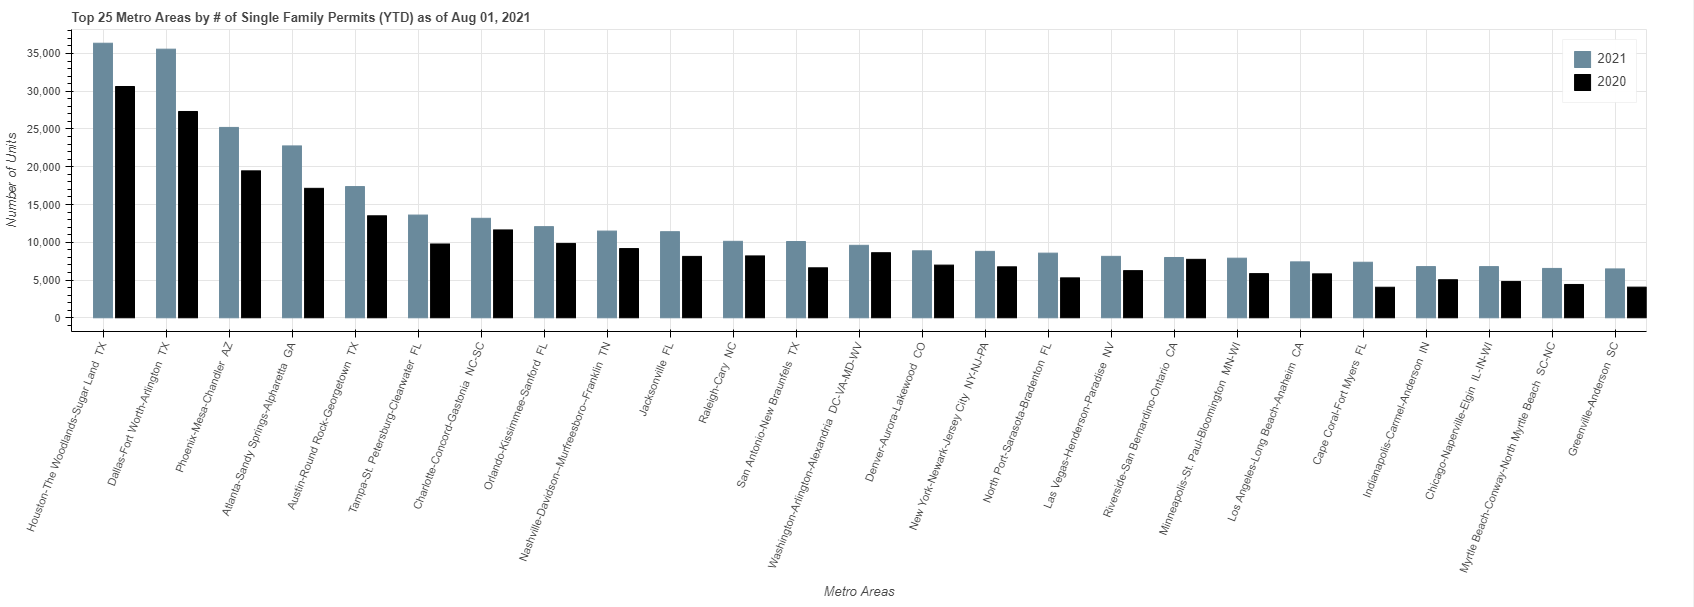 Top 25 Metro Areas by # of Single Family Permits (YTD) as of Aug 01, 2021
2021
2020
Number of Units
35,000
30,000
25,000
20,000
15,000
10,000
5,000
0
Houston-The Woodlands-Sugar Land  TX
Dallas-Fort Worth-Arlington  TX
Phoenix-Mesa-Chandler  AZ
Atlanta-Sandy Springs-Alpharetta  GA
Austin-Round Rock-Georgetown  TX
Tampa-St. Petersburg-Clearwater  FL
Charlotte-Concord-Gastonia  NC-SC
Orlando-Kissimmee-Sanford  FL
Nashville-Davidson--Murfreesboro--Franklin  TN
Jacksonville  FL
Raleigh-Cary  NC
San Antonio-New Braunfels  TX
Washington-Arlington-Alexandria  DC-VA-MD-WV
Denver-Aurora-Lakewood  CO
New York-Newark-Jersey City  NY-NJ-PA
North Port-Sarasota-Bradenton  FL
Las Vegas-Henderson-Paradise  NV
Riverside-San Bernardino-Ontario  CA
Minneapolis-St. Paul-Bloomington  MN-WI
Los Angeles-Long Beach-Anaheim  CA
Cape Coral-Fort Myers  FL
Indianapolis-Carmel-Anderson  IN
Chicago-Naperville-Elgin  IL-IN-WI
Myrtle Beach-Conway-North Myrtle Beach  SC-NC
Greenville-Anderson  SC
Metro Areas